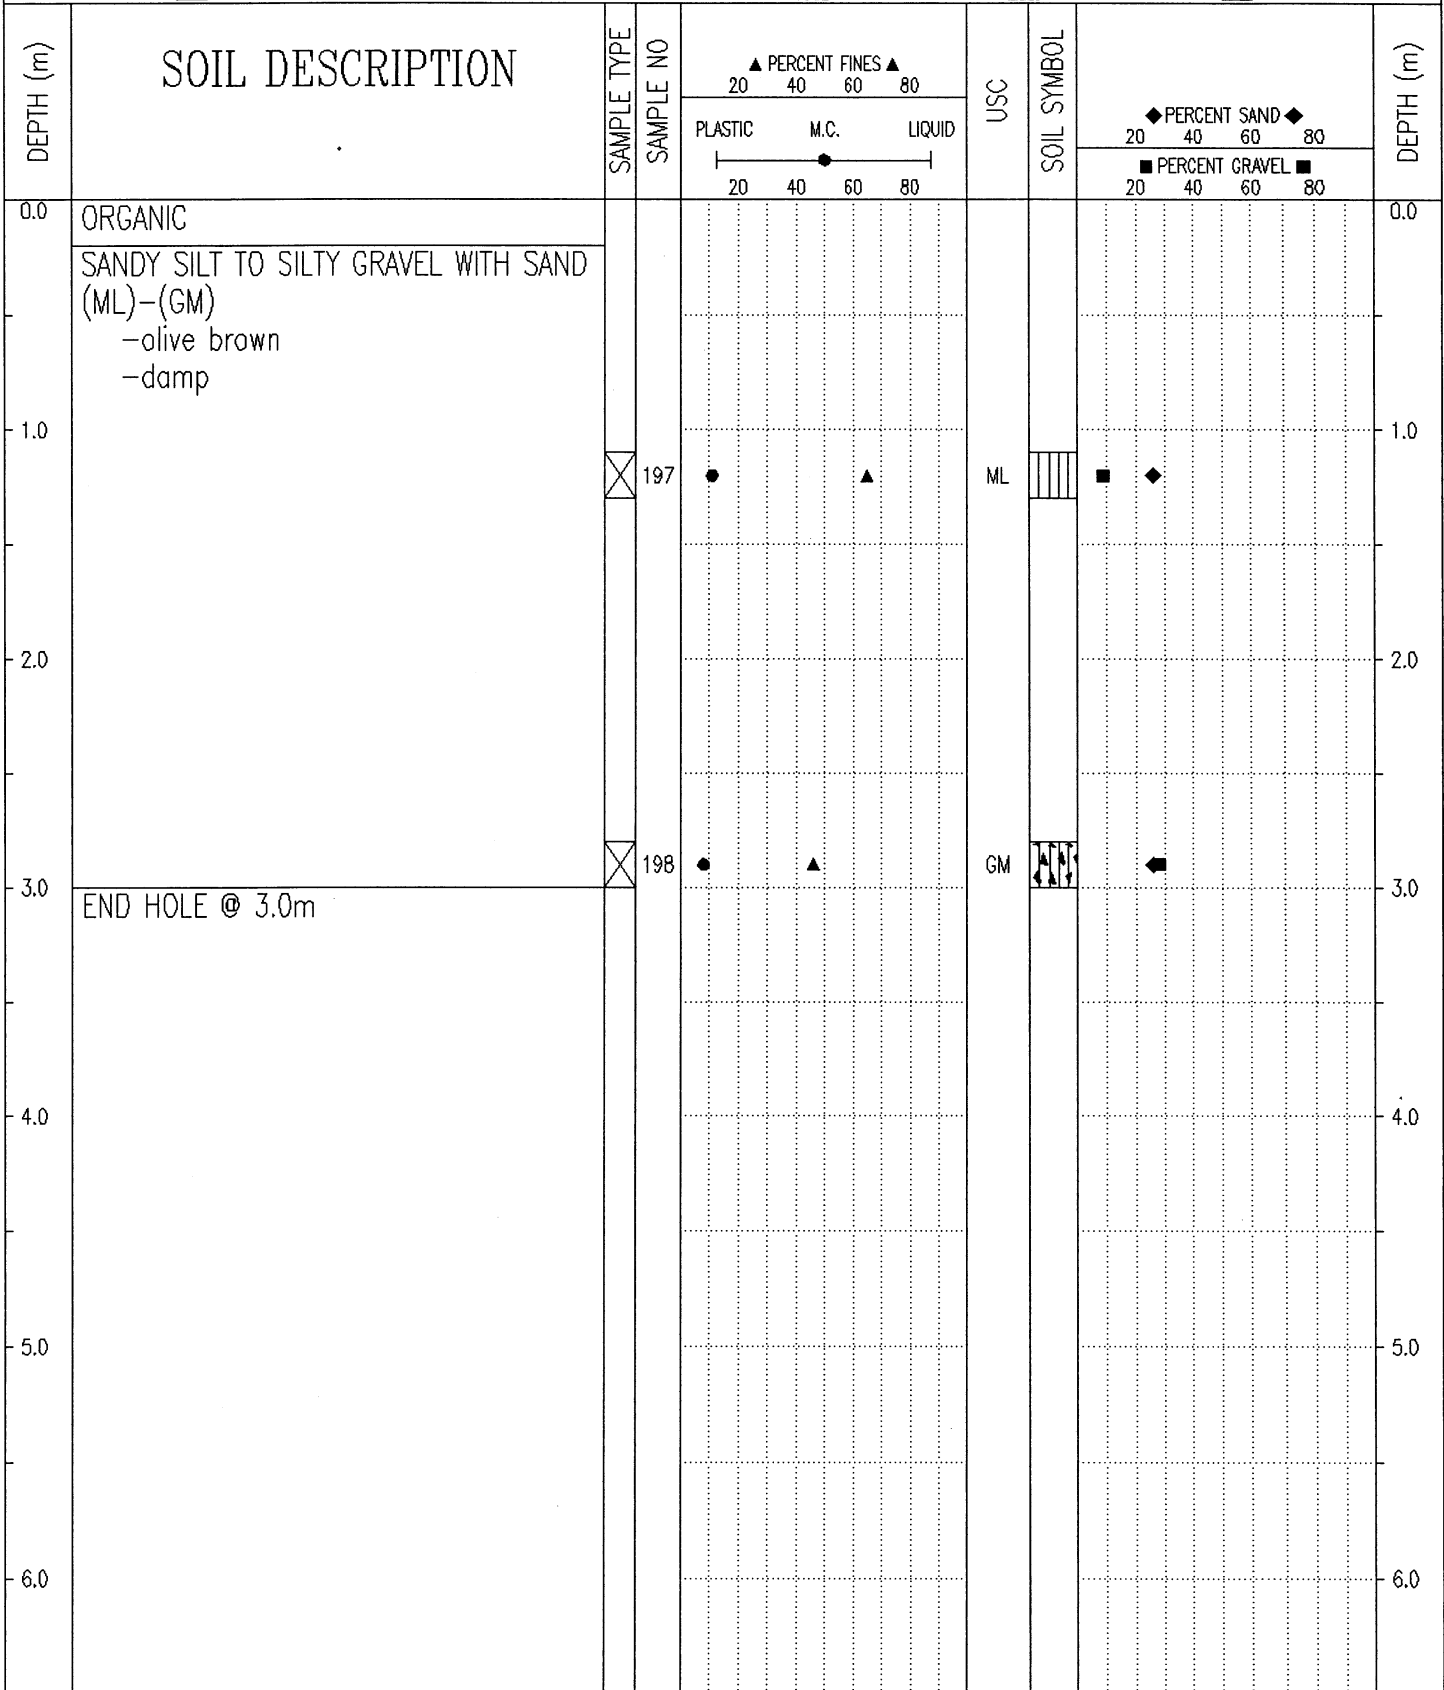 DEPTH (m)
SOIL DESCRIPTION
SAMPLE TYPE
SAMPLE NO
▲ PERCENT FINES ▲
20 40 60 80
PLASTIC M.C. LIQUID
20 40 60 80
USC
SOIL SYMBOL
◆ PERCENT SAND ◆
20 40 60 80
■ PERCENT GRAVEL ■
20 40 60 80
DEPTH (m)
0.0 ORGANIC 0.0
SANDY SILT TO SILTY GRAVEL WITH SAND
(ML)-(GM)
-olive brown
-damp
1.0 1.0
197 ML
2.0 2.0
198 GM
3.0 3.0
END HOLE @ 3.0m
4.0 4.0
5.0 5.0
6.0 6.0